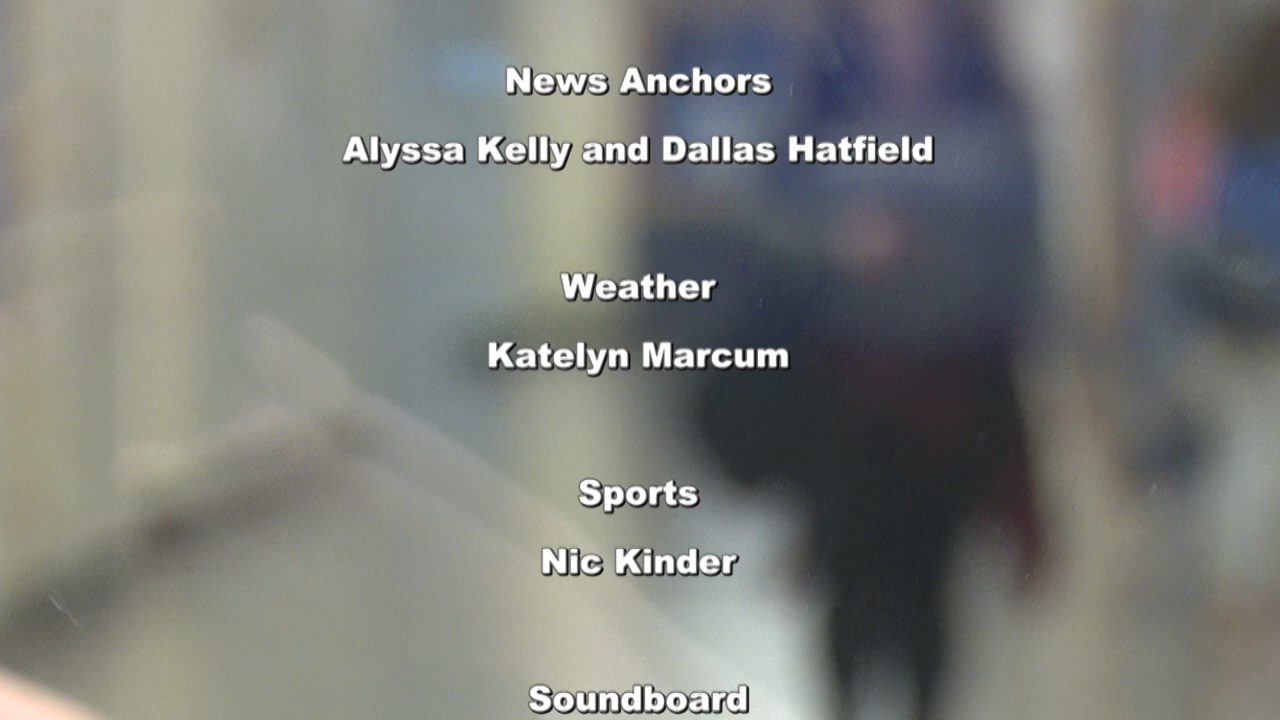 News Anchors
Alyssa Kelly and Dallas Hatfield
Weather
Katelyn Marcum
Sports
Nic Kinder
Soundboard